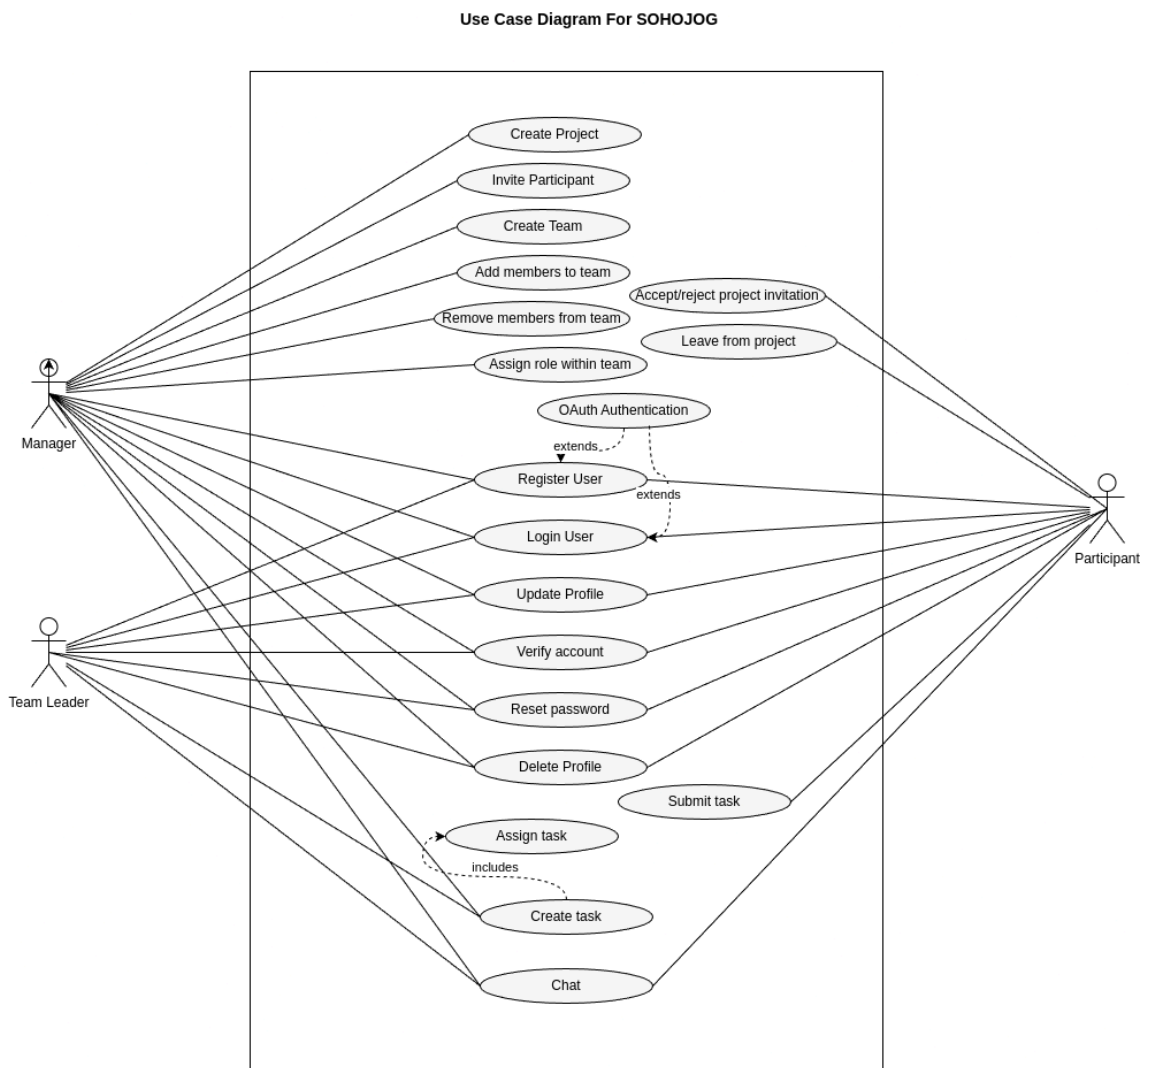 Use Case Diagram For SOHOJOG
Create Project
Invite Participant
Create Team
Add members to team
Accept/reject project invitation
Remove members from team
Leave from project
Assign role within team
OAuth Authentication
Manager
extends
Register User
extends
Login User
Participant
Update Profile
Verify account
Team Leader
Reset password
Delete Profile
Submit task
Assign task
includes
Create task
Chat